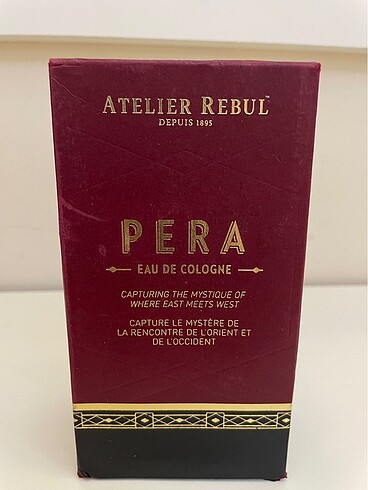 ATELIER REBUL™
DEPUIS 1895
PERA
EAU DE COLOGNE
CAPTURING THE MYSTIQUE OF
WHERE EAST MEETS WEST
CAPTURE LE MYSTÈRE DE
LA RENCONTRE DE L'ORIENT ET
DE L'OCCIDENT